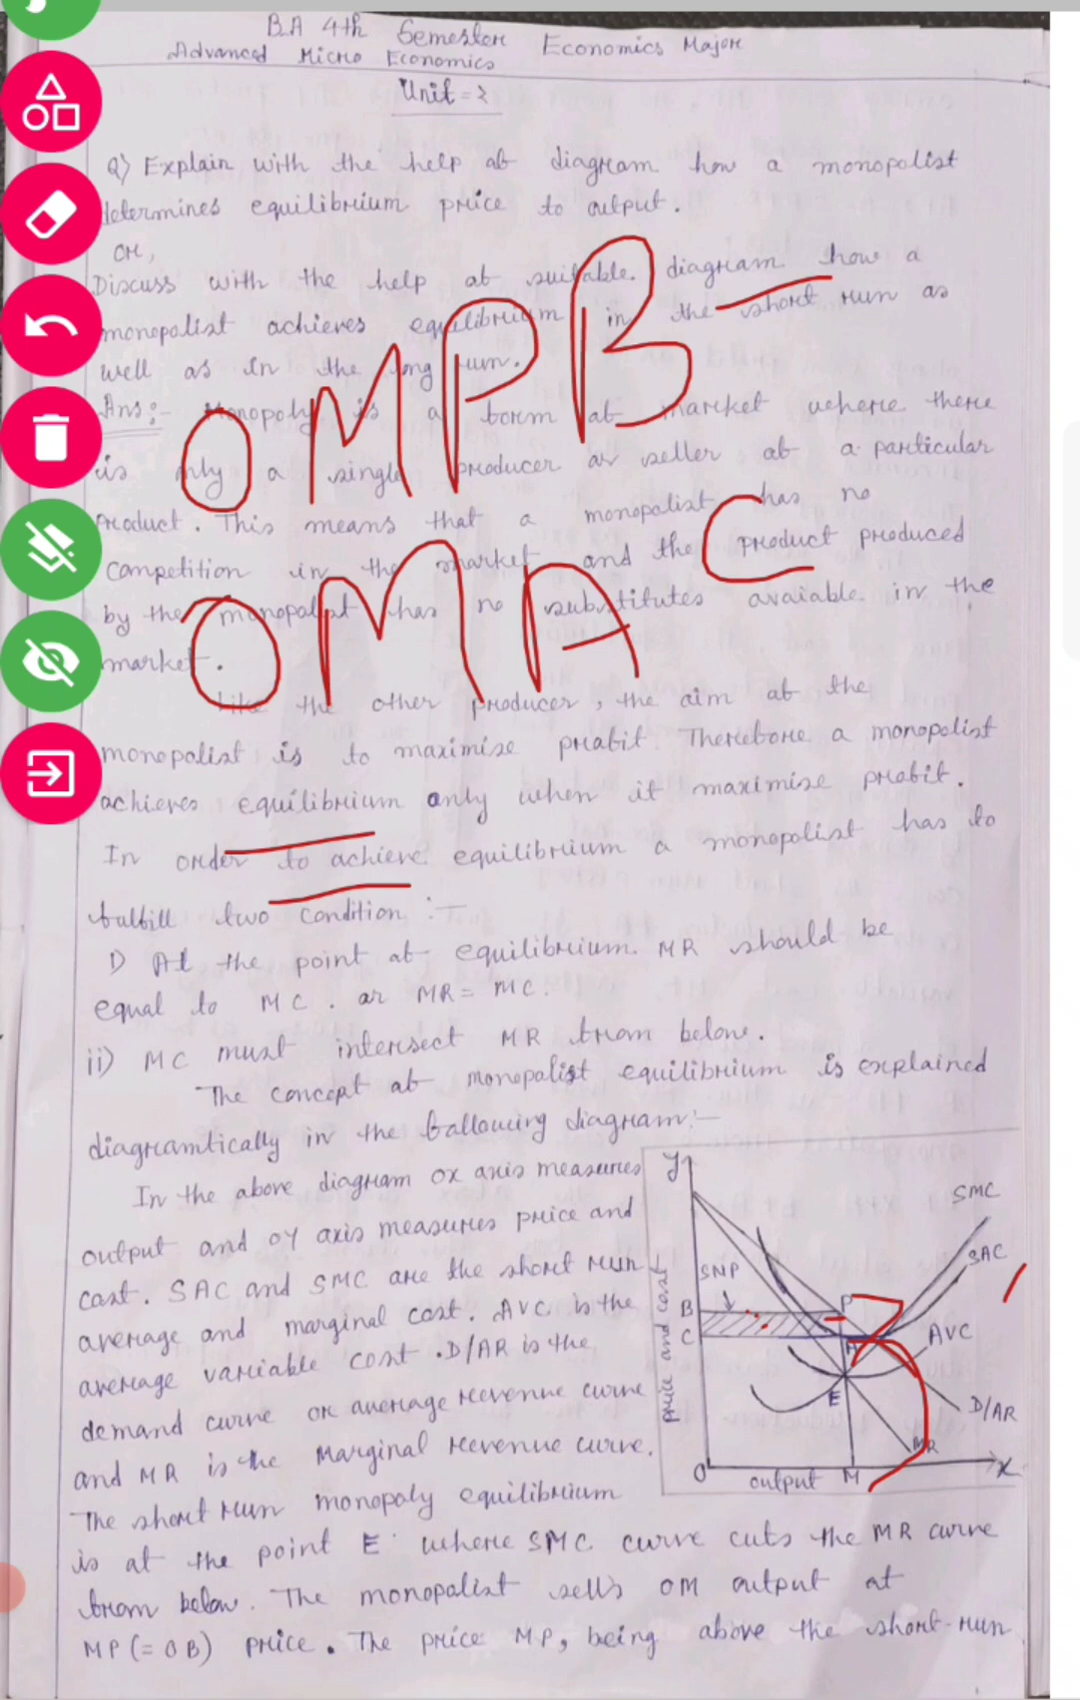 BA 4th Semester Economics Major
Advanced Micro Economics
Unit = 2
Q) Explain with the help of diagram how a monopolist
determines equilibrium price to output.
OR,
Discuss with the help of suitable diagram how a
monopolist achieves equilibrium in the short run as
well as in the long run.
Ans:- Monopoly is a form of market where there
is only a single producer or seller of a particular
product. This means that a monopolist has no
competition in the market and the product produced
by the monopolist has no substitutes avaiable in the
market.
Like the other producer, the aim of the
monopolist is to maximise profit. Therefore a monopolist
achieves equilibrium only when it maximise profit.
In order to achieve equilibrium a monopolist has to
fulfill two condition :-
i) At the point of equilibrium MR should be
equal to MC. or MR = MC.
ii) MC must intersect MR from below.
The concept of monopolist equilibrium is explained
diagramtically in the following diagram:-
In the above diagram OX axis measures
output and OY axis measures price and
cost. SAC and SMC are the short run
average and marginal cost. AVC is the
average variable cost. D/AR is the
demand curve or average revenue curve
and MR is the Marginal revenue curve.
The short run monopoly equilibrium
is at the point E where SMC curve cuts the MR curve
from below. The monopolist sells OM output at
MP (= OB) price. The price MP, being above the short-run
Y
SMC
SAC
SNP
B
P
C
A
AVC
E
D/AR
MR
O
output
M
X
price and cost
OMPB
OMAC